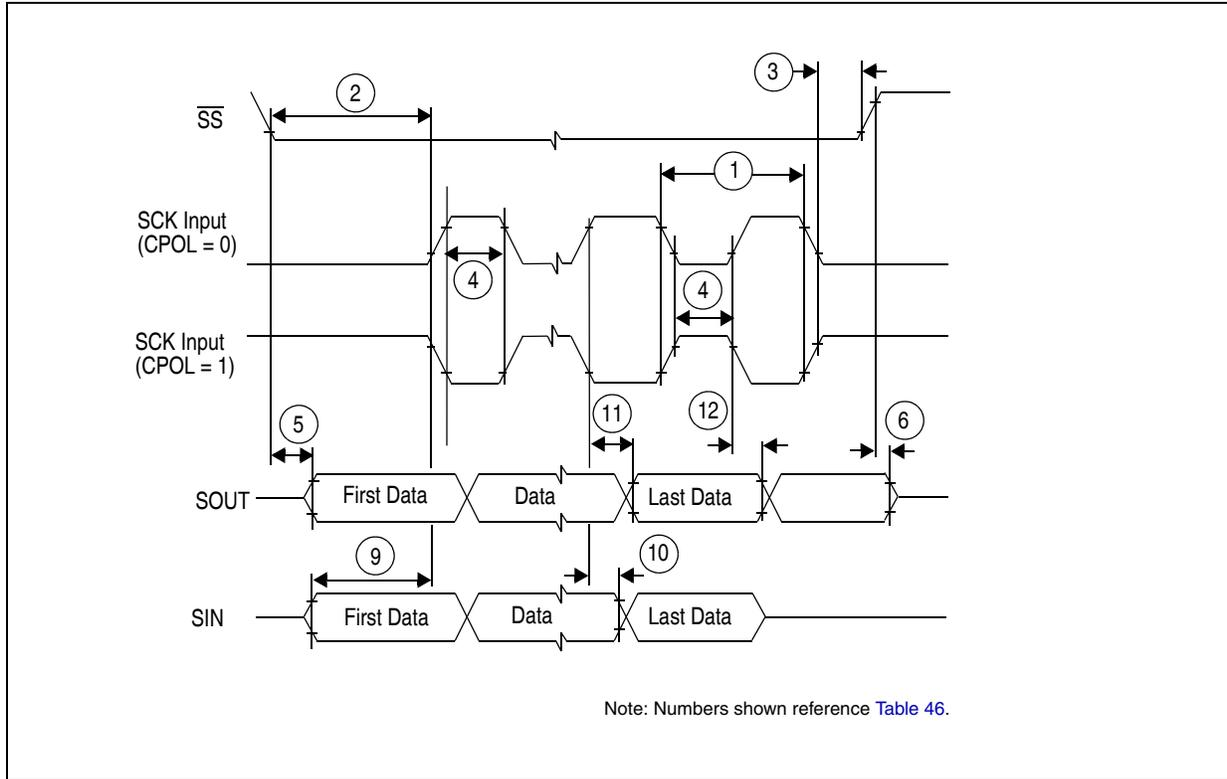 3
2
SS
1
SCK Input
(CPOL = 0)
4
4
SCK Input
(CPOL = 1)
5
11
12
6
SOUT
First Data
Data
Last Data
9
10
SIN
First Data
Data
Last Data
Note: Numbers shown reference Table 46.